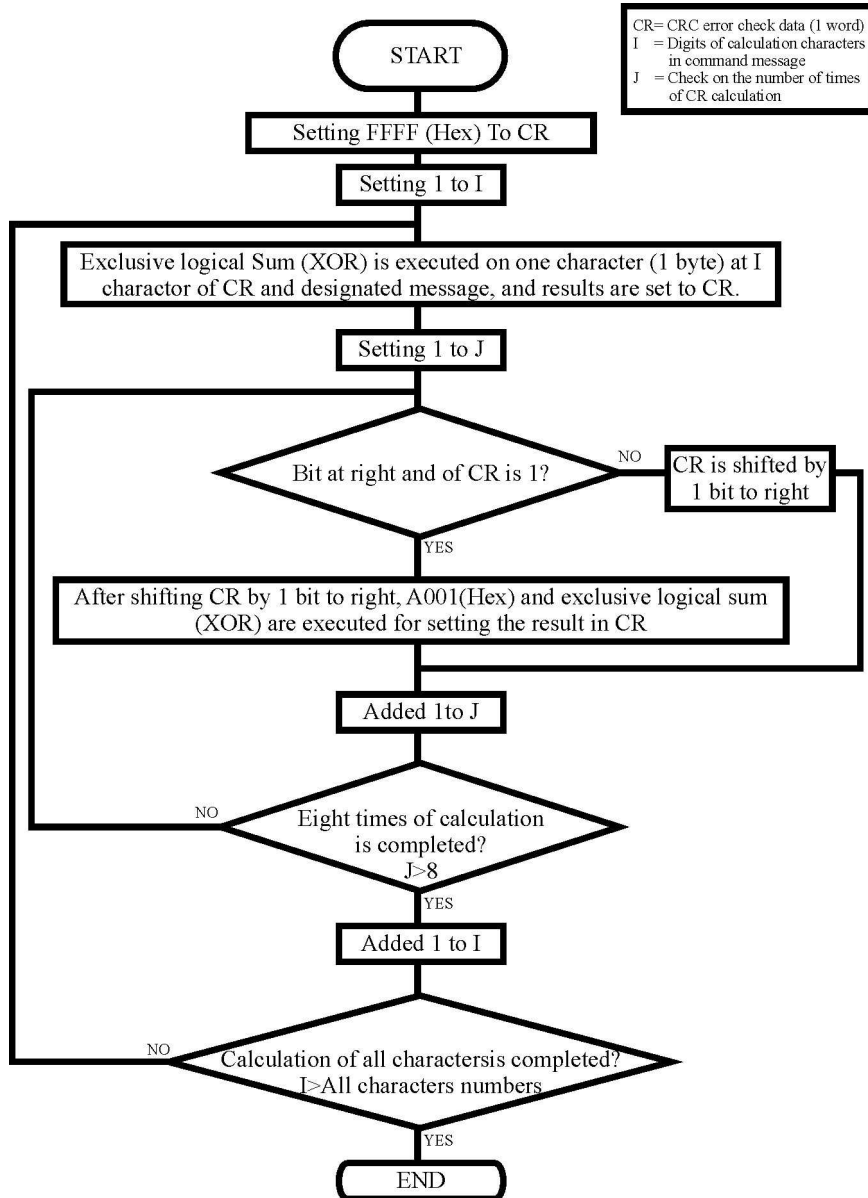 CR= CRC error check data (1 word)
I = Digits of calculation characters
in command message
J = Check on the number of times
of CR calculation
START
Setting FFFF (Hex) To CR
Setting 1 to I
Exclusive logical Sum (XOR) is executed on one character (1 byte) at I
charactor of CR and designated message, and results are set to CR.
Setting 1 to J
Bit at right and of CR is 1?
NO
CR is shifted by
1 bit to right
YES
After shifting CR by 1 bit to right, A001(Hex) and exclusive logical sum
(XOR) are executed for setting the result in CR
Added 1to J
NO
Eight times of calculation
is completed?
J>8
YES
Added 1 to I
NO
Calculation of all charactersis completed?
I>All characters numbers
YES
END